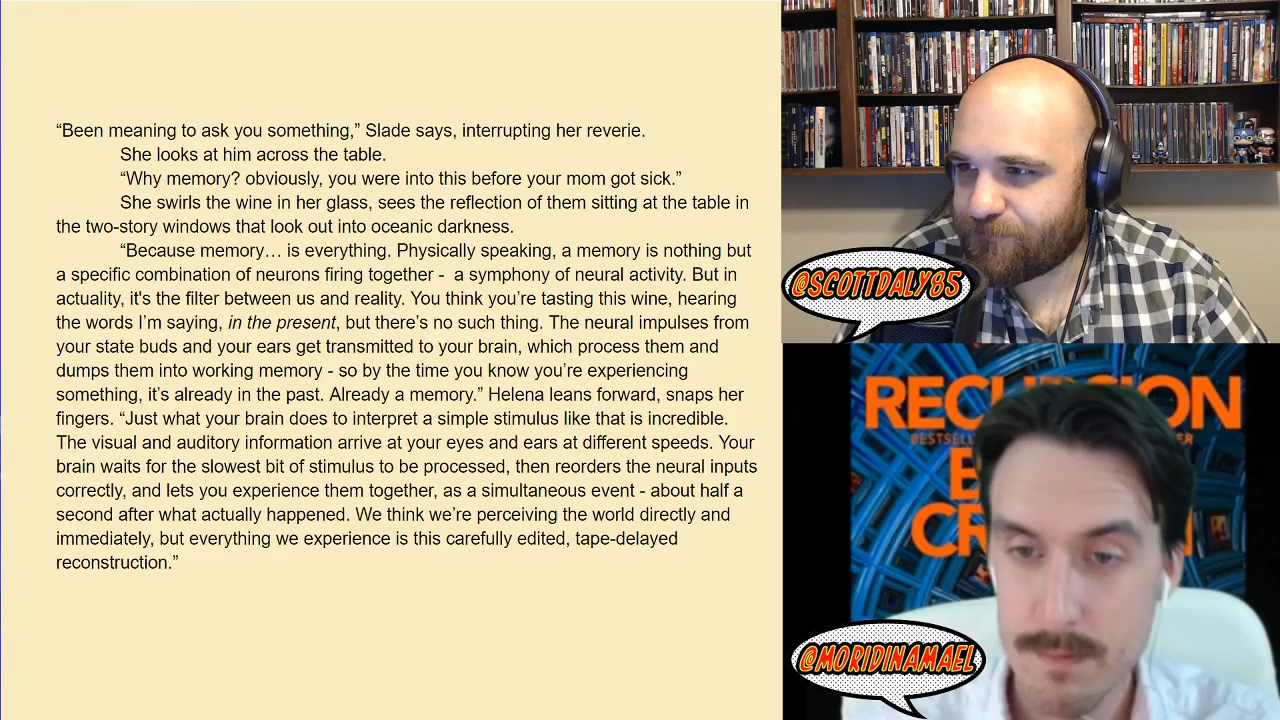 “Been meaning to ask you something,” Slade says, interrupting her reverie.
She looks at him across the table.
“Why memory? obviously, you were into this before your mom got sick.”
She swirls the wine in her glass, sees the reflection of them sitting at the table in
the two-story windows that look out into oceanic darkness.
“Because memory… is everything. Physically speaking, a memory is nothing but
a specific combination of neurons firing together -  a symphony of neural activity. But in
actuality, it's the filter between us and reality. You think you’re tasting this wine, hearing
the words I’m saying, in the present, but there’s no such thing. The neural impulses from
your state buds and your ears get transmitted to your brain, which process them and
dumps them into working memory - so by the time you know you’re experiencing
something, it’s already in the past. Already a memory.” Helena leans forward, snaps her
fingers. “Just what your brain does to interpret a simple stimulus like that is incredible.
The visual and auditory information arrive at your eyes and ears at different speeds. Your
brain waits for the slowest bit of stimulus to be processed, then reorders the neural inputs
correctly, and lets you experience them together, as a simultaneous event - about half a
second after what actually happened. We think we’re perceiving the world directly and
immediately, but everything we experience is this carefully edited, tape-delayed
reconstruction.”
@SCOTTDALY85
@MORIDINAMAEL